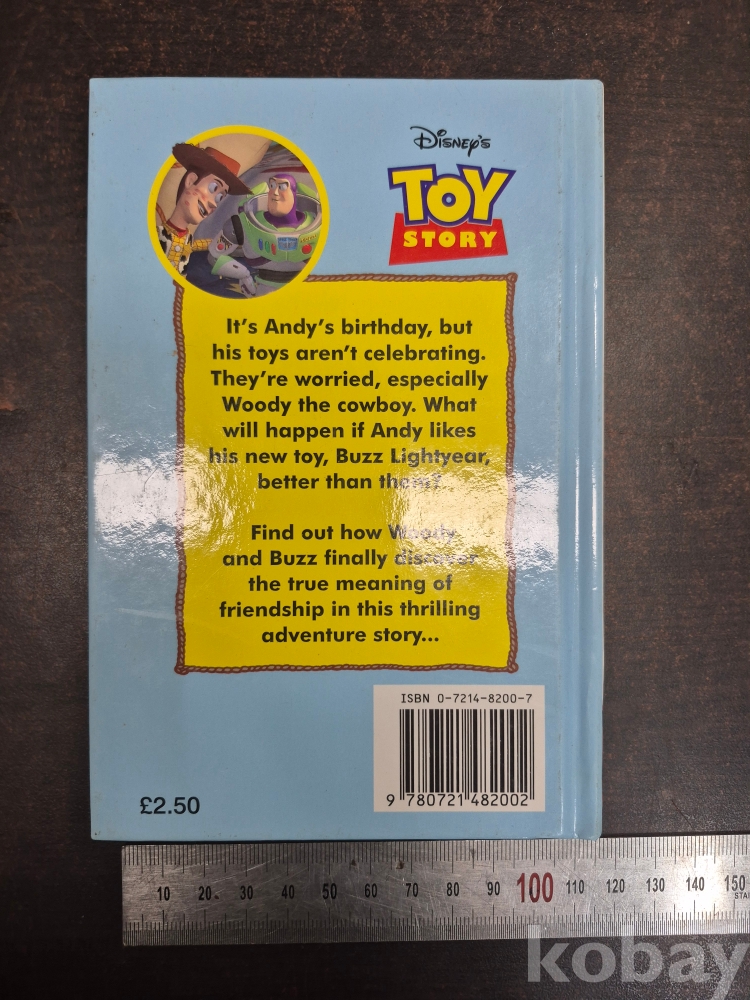 Disney's
TOY
STORY
It's Andy's birthday, but
his toys aren't celebrating.
They're worried, especially
Woody the cowboy. What
will happen if Andy likes
his new toy, Buzz Lightyear,
better than them?
Find out how Woody
and Buzz finally discover
the true meaning of
friendship in this thrilling
adventure story...
ISBN 0-7214-8200-7
9 780721 482002
£2.50
10 20 30 40 50 60 70 80 90 100 110 120 130 140 150
kobay